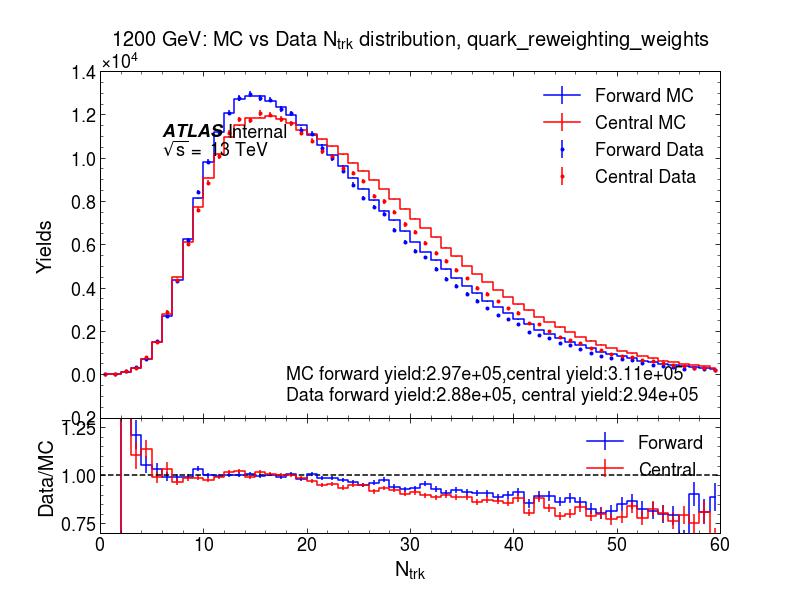 1200 GeV: MC vs Data Ntrk distribution, quark_reweighting_weights
×10⁴
1.4
1.2
1.0
0.8
0.6
0.4
0.2
0.0
0.2
Yields
ATLAS Internal
√s = 13 TeV
Forward MC
Central MC
Forward Data
Central Data
MC forward yield:2.97e+05,central yield:3.11e+05
Data forward yield:2.88e+05, central yield:2.94e+05
1.25
1.00
0.75
Data/MC
Forward
Central
0 10 20 30 40 50 60
Ntrk